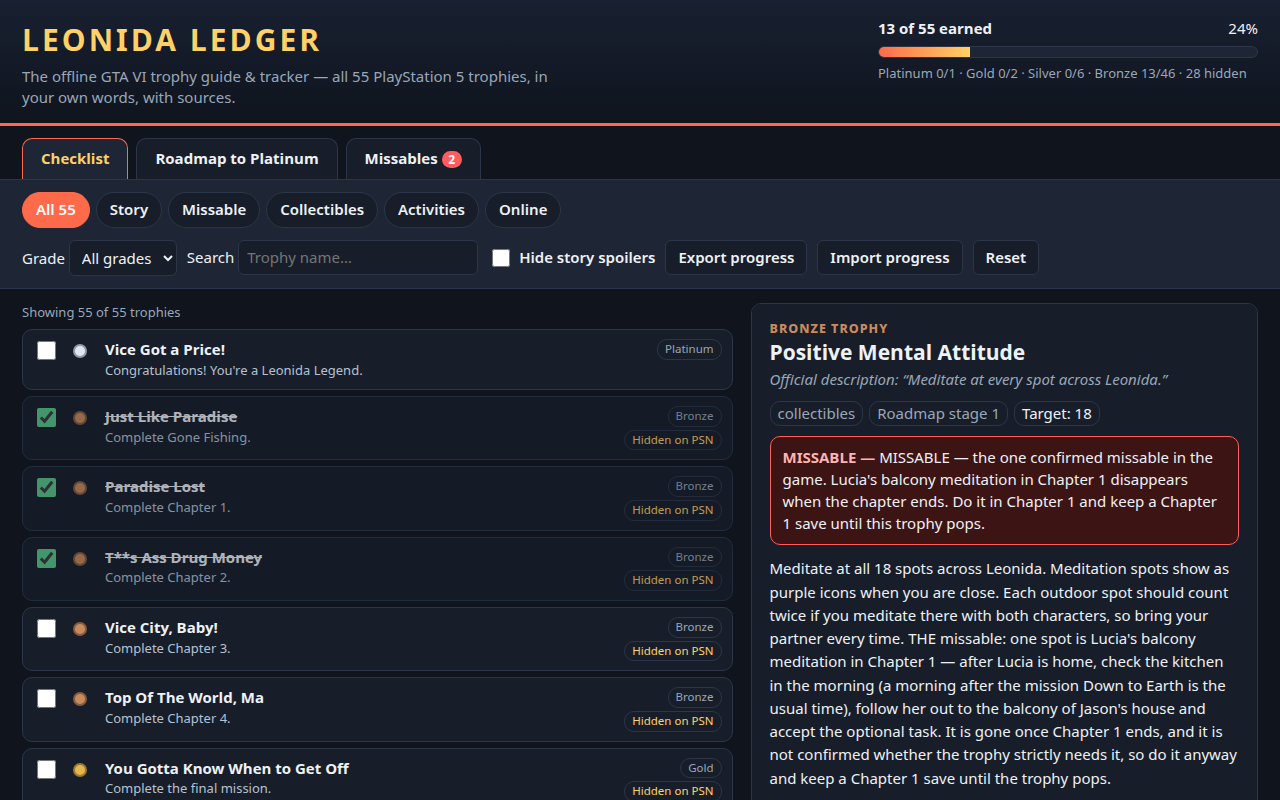 LEONIDA LEDGER
The offline GTA VI trophy guide & tracker — all 55 PlayStation 5 trophies, in
your own words, with sources.
13 of 55 earned 24%
Platinum 0/1 · Gold 0/2 · Silver 0/6 · Bronze 13/46 · 28 hidden
Checklist Roadmap to Platinum Missables 2
All 55 Story Missable Collectibles Activities Online
Grade All grades Search Trophy name... Hide story spoilers Export progress Import progress Reset
Showing 55 of 55 trophies
Vice Got a Price! Platinum
Congratulations! You're a Leonida Legend.
Just Like Paradise Bronze
Complete Gone Fishing. Hidden on PSN
Paradise Lost Bronze
Complete Chapter 1. Hidden on PSN
T**s Ass Drug Money Bronze
Complete Chapter 2. Hidden on PSN
Vice City, Baby! Bronze
Complete Chapter 3. Hidden on PSN
Top Of The World, Ma Bronze
Complete Chapter 4. Hidden on PSN
You Gotta Know When to Get Off Gold
Complete the final mission. Hidden on PSN
BRONZE TROPHY
Positive Mental Attitude
Official description: “Meditate at every spot across Leonida.”
collectibles Roadmap stage 1 Target: 18
MISSABLE — MISSABLE — the one confirmed missable in the
game. Lucia's balcony meditation in Chapter 1 disappears
when the chapter ends. Do it in Chapter 1 and keep a Chapter
1 save until this trophy pops.
Meditate at all 18 spots across Leonida. Meditation spots show as
purple icons when you are close. Each outdoor spot should count
twice if you meditate there with both characters, so bring your
partner every time. THE missable: one spot is Lucia's balcony
meditation in Chapter 1 — after Lucia is home, check the kitchen
in the morning (a morning after the mission Down to Earth is the
usual time), follow her out to the balcony of Jason's house and
accept the optional task. It is gone once Chapter 1 ends, and it is
not confirmed whether the trophy strictly needs it, so do it anyway
and keep a Chapter 1 save until the trophy pops.